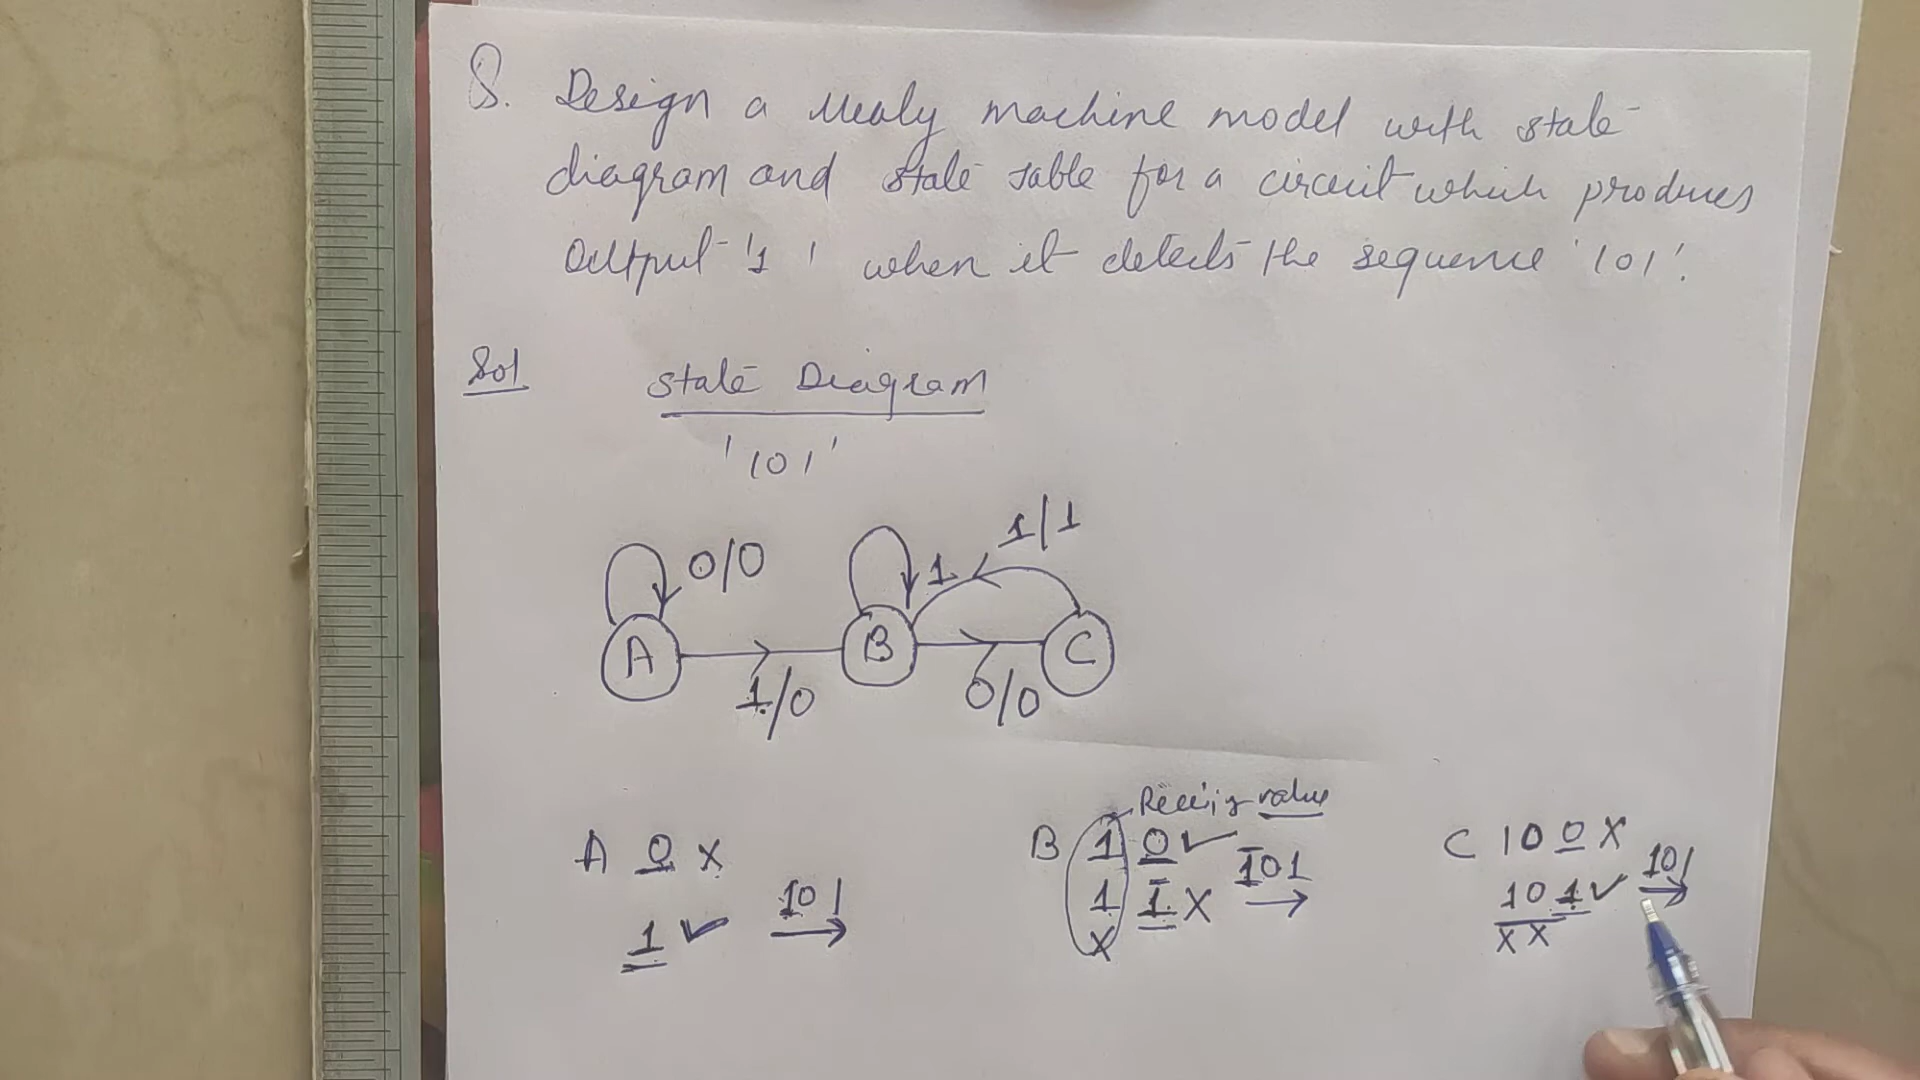 Q. Design a Mealy machine model with state
diagram and state table for a circuit which produces
output '1' when it detects the sequence '101'.
Sol
State Diagram
'101'
1/1
0/0
1
A
B
C
1/0
0/0
Receiving value
A 0 x
B 1 0 ✓
C 10 0 X
101
1 ✓
101
1 1 X
101
10 1 ✓
X
X X